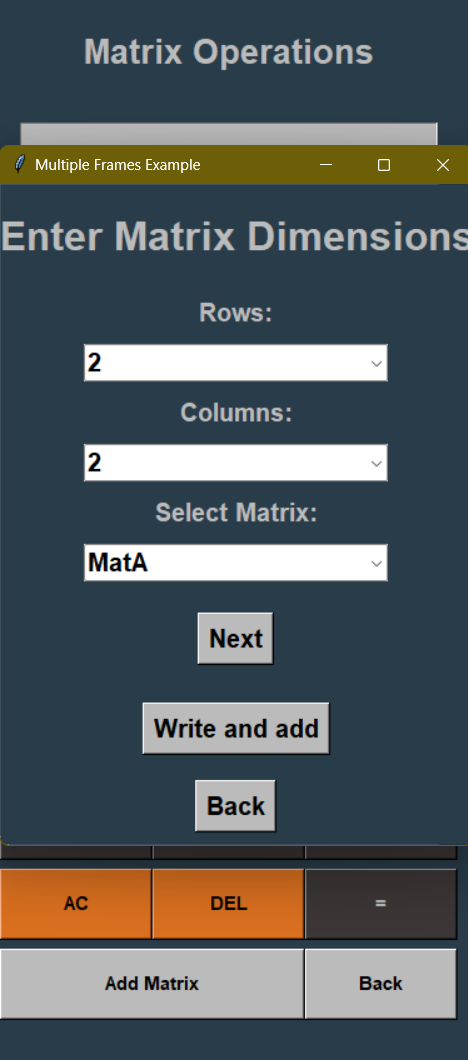 Matrix Operations
Multiple Frames Example
Enter Matrix Dimensions
Rows:
2
Columns:
2
Select Matrix:
MatA
Next
Write and add
Back
AC DEL =
Add Matrix Back